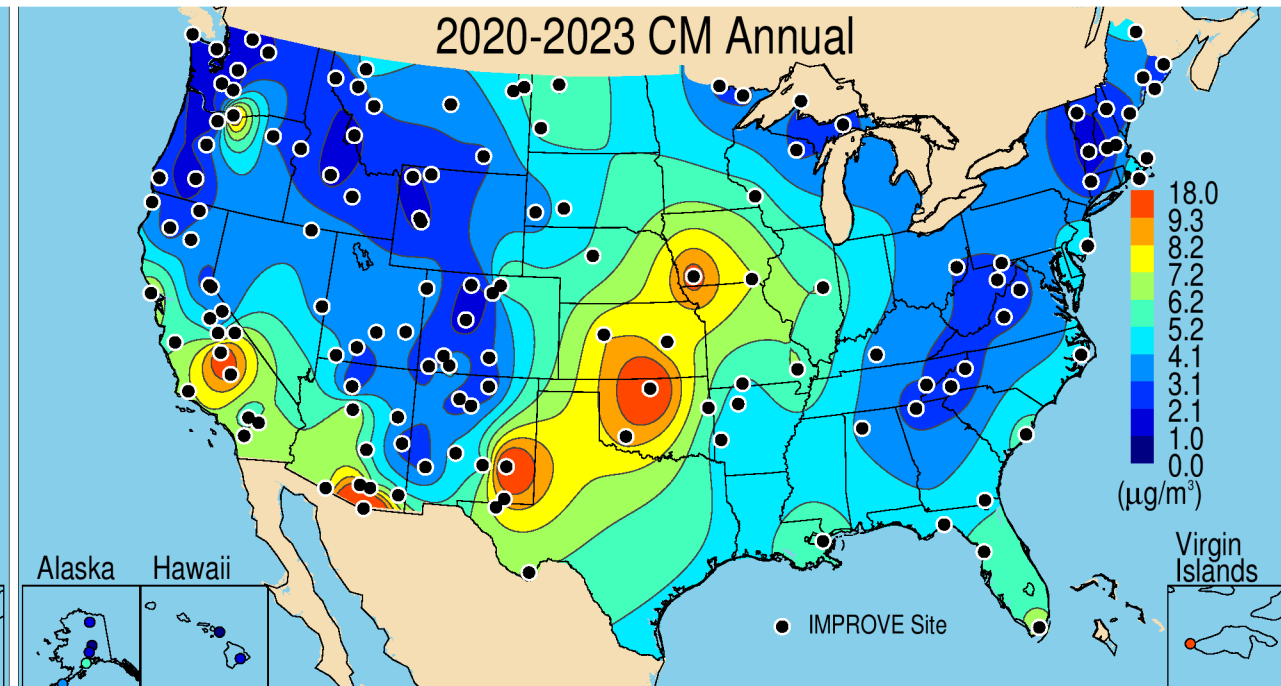 2020-2023 CM Annual
18.0
9.3
8.2
7.2
6.2
5.2
4.1
3.1
2.1
1.0
0.0
(μg/m³)
Alaska
Hawaii
IMPROVE Site
Virgin
Islands